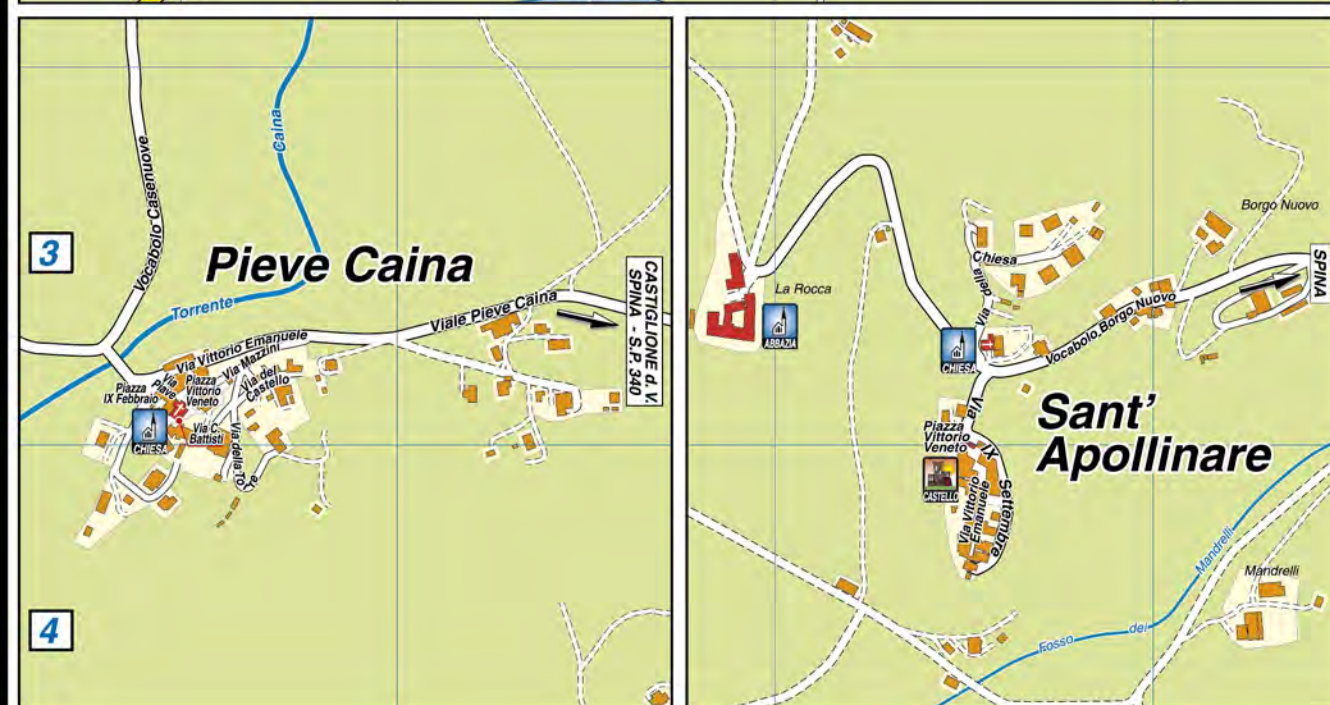 3
4
Pieve Caina
Vocabolo Casenuove
Caina
Torrente
Via Vittorio Emanuele
Viale Pieve Caina
CASTIGLIONE d. V.
SPINA - S.P. 340
Via Mazzini
Via del
Castello
Via
Piave
Piazza
Vittorio
Veneto
Piazza
IX Febbraio
Via C.
Battisti
Via della To
re
CHIESA
Sant'
Apollinare
La Rocca
ABBAZIA
CHIESA
Via della Chiesa
Vocabolo Borgo Nuovo
Borgo Nuovo
SPINA
Piazza
Vittorio
Veneto
CASTELLO
Via XI Settembre
Via Vittorio
Emanuele
Fosso dei Mandrelli
Mandrelli